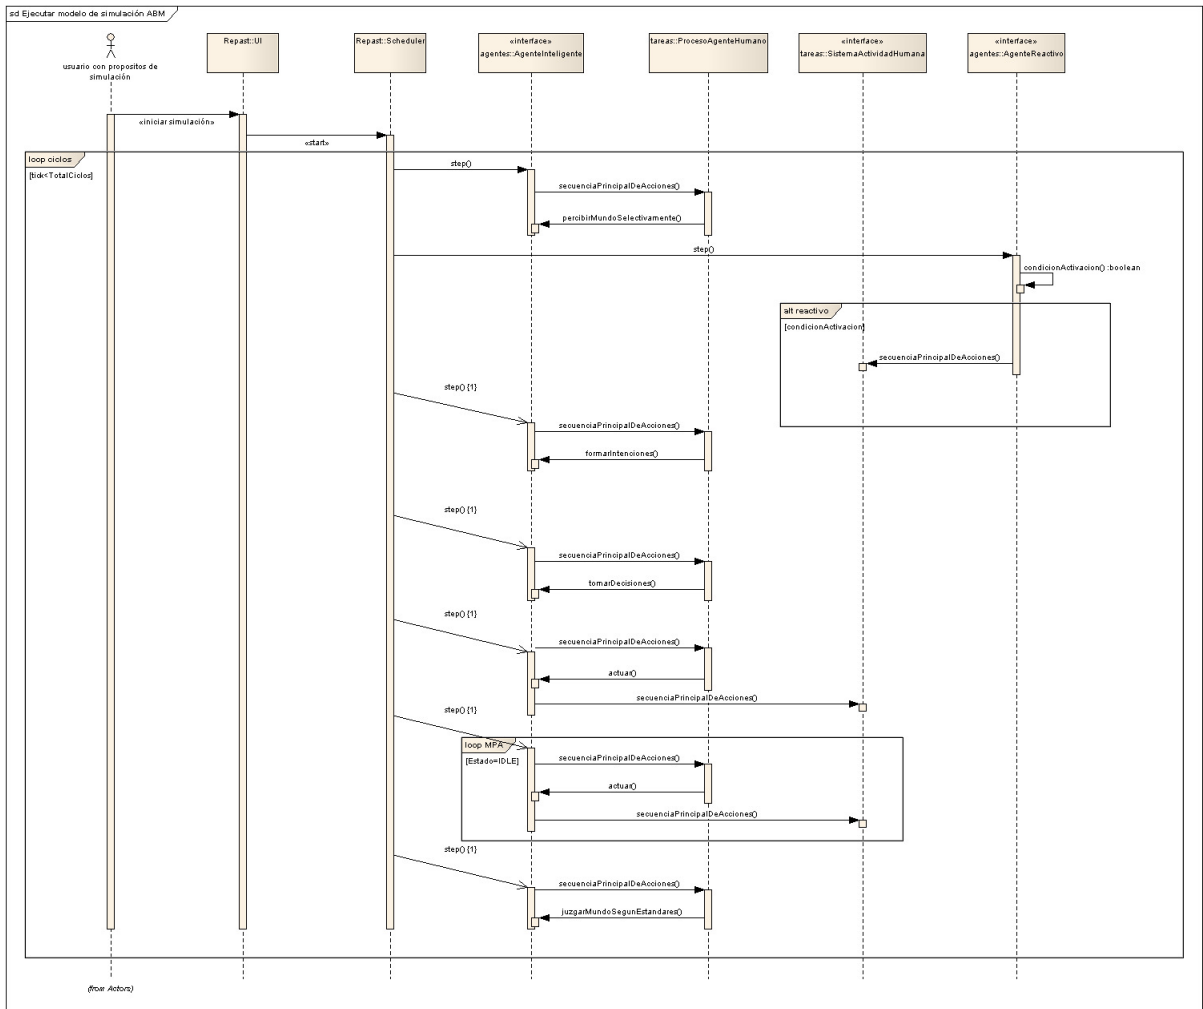 sd Ejecutar modelo de simulación ABM
usuario con propositos de
simulación
Repast::UI
Repast::Scheduler
«interface»
agentes::AgenteInteligente
tareas::ProcesoAgenteHumano
«interface»
tareas::SistemaActividadHumana
«interface»
agentes::AgenteReactivo
«iniciar simulación»
«start»
loop ciclos
[tick<TotalCiclos]
step()
secuenciaPrincipalDeAcciones()
percibirMundoSelectivamente()
step()
condicionActivacion() :boolean
alt reactivo
[condicionActivacion]
secuenciaPrincipalDeAcciones()
step() {1}
secuenciaPrincipalDeAcciones()
formarIntenciones()
step() {1}
secuenciaPrincipalDeAcciones()
tomarDecisiones()
step() {1}
secuenciaPrincipalDeAcciones()
actuar()
secuenciaPrincipalDeAcciones()
step() {1}
loop MPA
[Estado=IDLE]
secuenciaPrincipalDeAcciones()
actuar()
secuenciaPrincipalDeAcciones()
step() {1}
secuenciaPrincipalDeAcciones()
juzgarMundoSegunEstandares()
(from Actors)